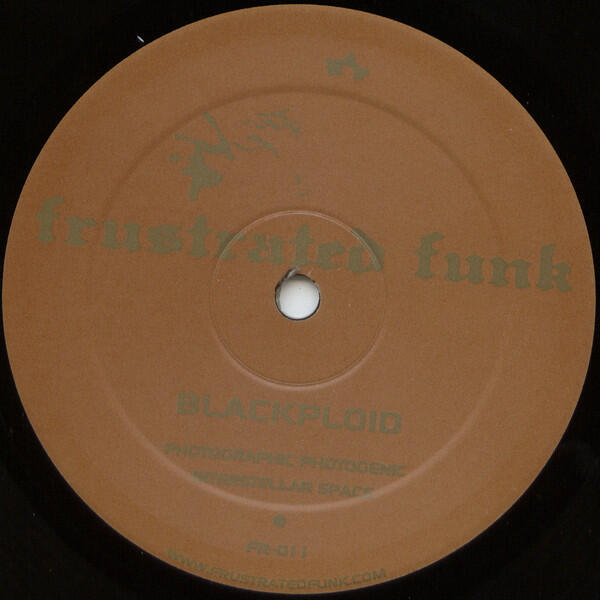 frustrated funk
BLACKPLOID
PHOTOGRAPHIC PHOTOGENIC
INTERSTELLAR SPACE
FR-011
WWW.FRUSTRATEDFUNK.COM